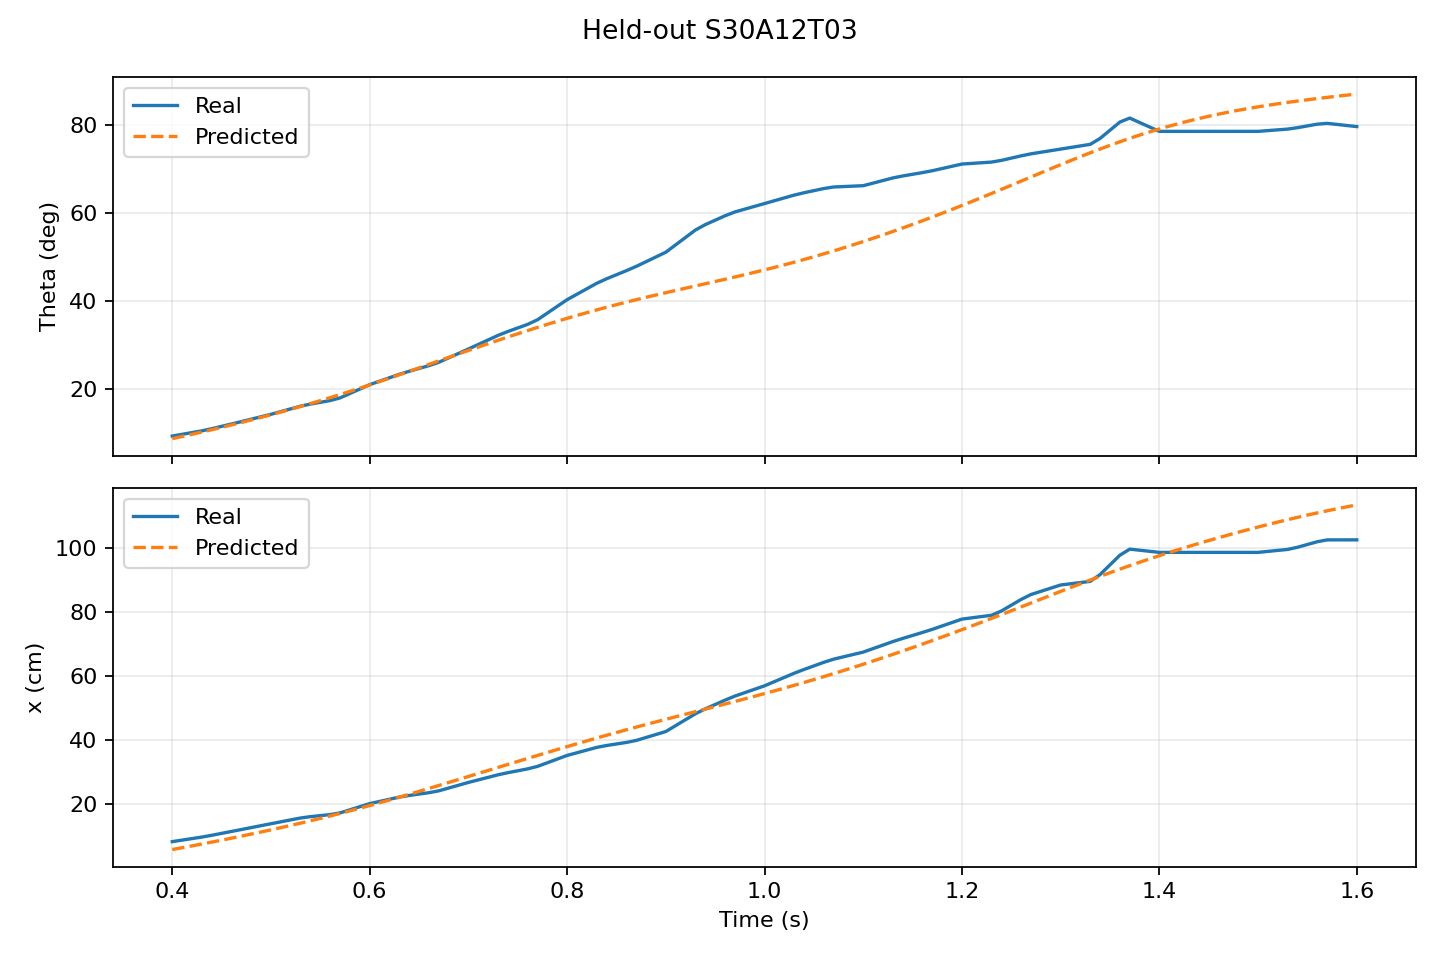 Held-out S30A12T03
Real
Predicted
Theta (deg)
80
60
40
20
Real
Predicted
x (cm)
100
80
60
40
20
0.4 0.6 0.8 1.0 1.2 1.4 1.6
Time (s)